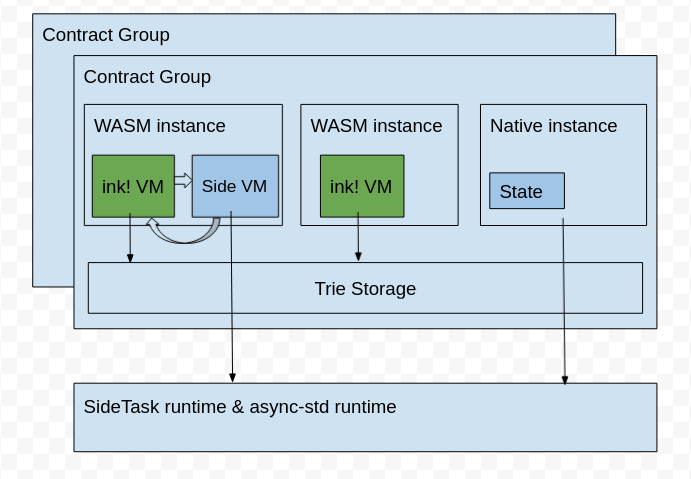 Contract Group
Contract Group
WASM instance
WASM instance
Native instance
ink! VM
Side VM
ink! VM
State
Trie Storage
SideTask runtime & async-std runtime